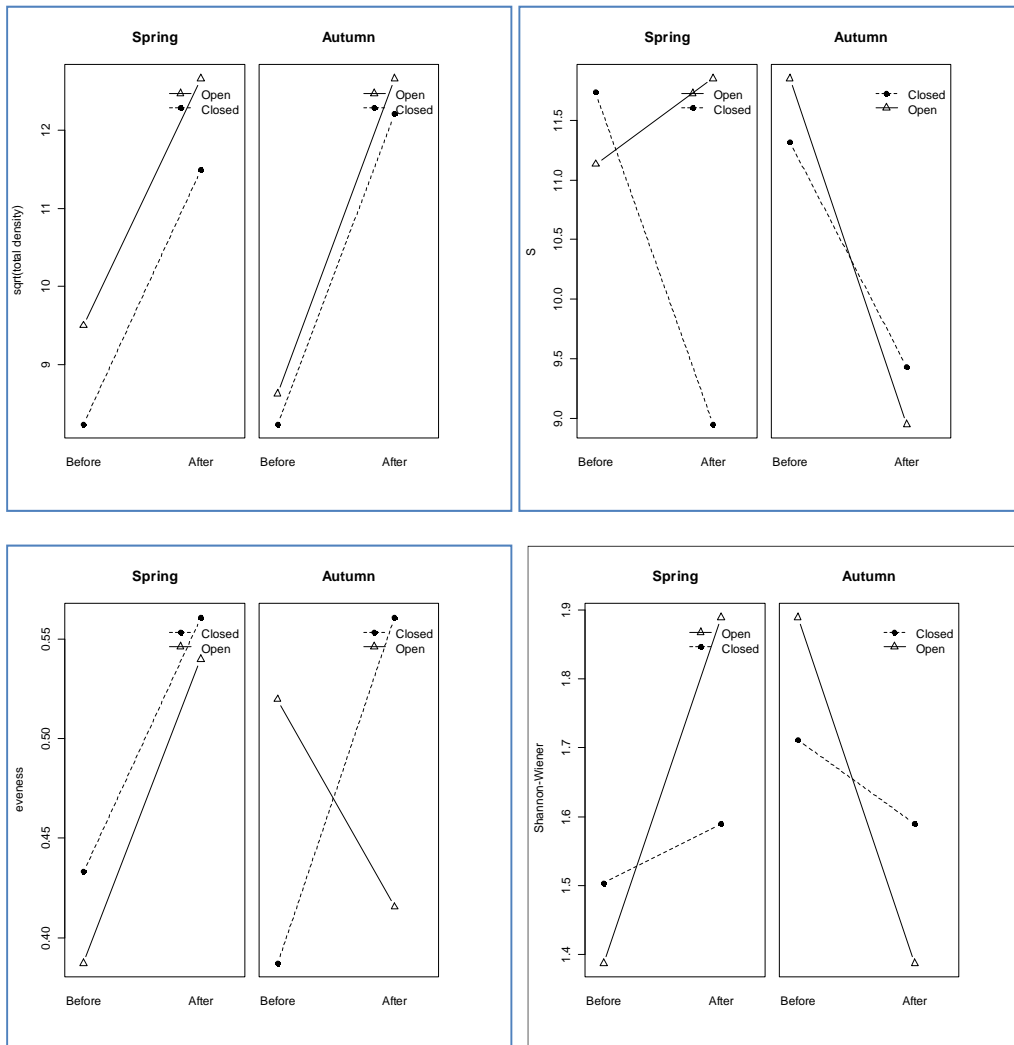 Spring Autumn
Open
Closed
Open
Closed
sqrt(total density)
12
11
10
9
Before After Before After
Spring Autumn
Open
Closed
Closed
Open
S
11.5
11.0
10.5
10.0
9.5
9.0
Before After Before After
Spring Autumn
Closed
Open
Closed
Open
eveness
0.55
0.50
0.45
0.40
Before After Before After
Spring Autumn
Open
Closed
Closed
Open
Shannon-Wiener
1.9
1.8
1.7
1.6
1.5
1.4
Before After Before After